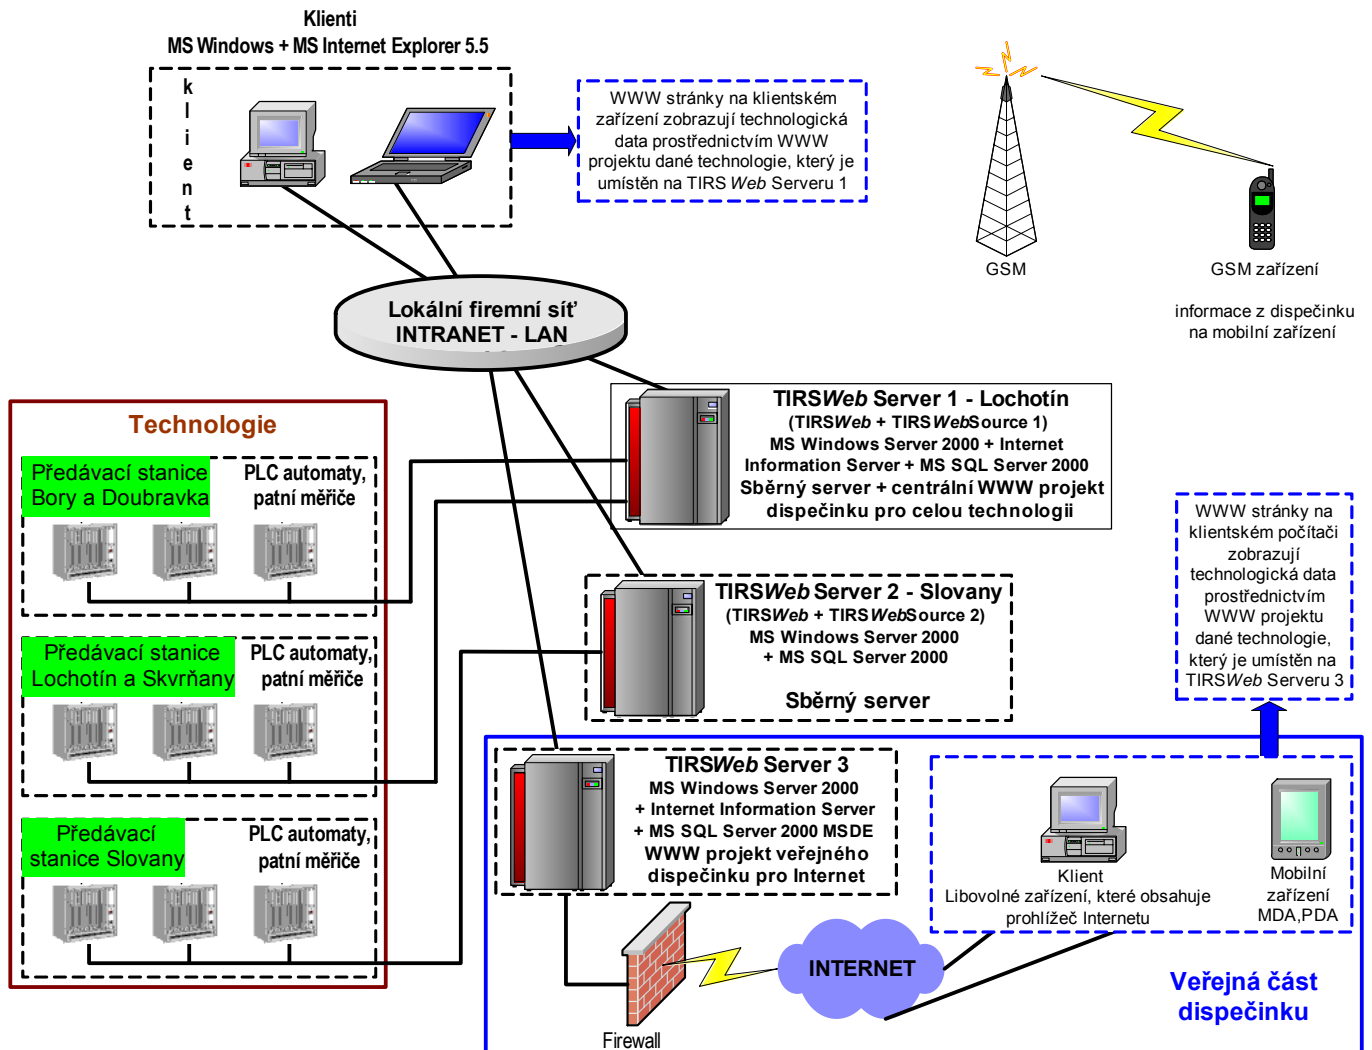 Klienti
MS Windows + MS Internet Explorer 5.5
k
l
i
e
n
t
WWW stránky na klientském
zařízení zobrazují technologická
data prostřednictvím WWW
projektu dané technologie, který je
umístěn na TIRS Web Serveru 1
GSM
GSM zařízení
informace z dispečinku
na mobilní zařízení
Lokální firemní síť
INTRANET - LAN
Technologie
Předávací stanice
Bory a Doubravka
PLC automaty,
patní měřiče
Předávací stanice
Lochotín a Skvrňany
PLC automaty,
patní měřiče
Předávací
stanice Slovany
PLC automaty,
patní měřiče
TIRSWeb Server 1 - Lochotín
(TIRSWeb + TIRSWebSource 1)
MS Windows Server 2000 + Internet
Information Server + MS SQL Server 2000
Sběrný server + centrální WWW projekt
dispečinku pro celou technologii
TIRSWeb Server 2 - Slovany
(TIRSWeb + TIRSWebSource 2)
MS Windows Server 2000
+ MS SQL Server 2000
Sběrný server
TIRSWeb Server 3
MS Windows Server 2000
+ Internet Information Server
+ MS SQL Server 2000 MSDE
WWW projekt veřejného
dispečinku pro Internet
WWW stránky na
klientském počítači
zobrazují
technologická data
prostřednictvím
WWW projektu
dané technologie,
který je umístěn na
TIRSWeb Serveru 3
Klient
Libovolné zařízení, které obsahuje
prohlížeč Internetu
Mobilní
zařízení
MDA,PDA
Firewall
INTERNET
Veřejná část
dispečinku